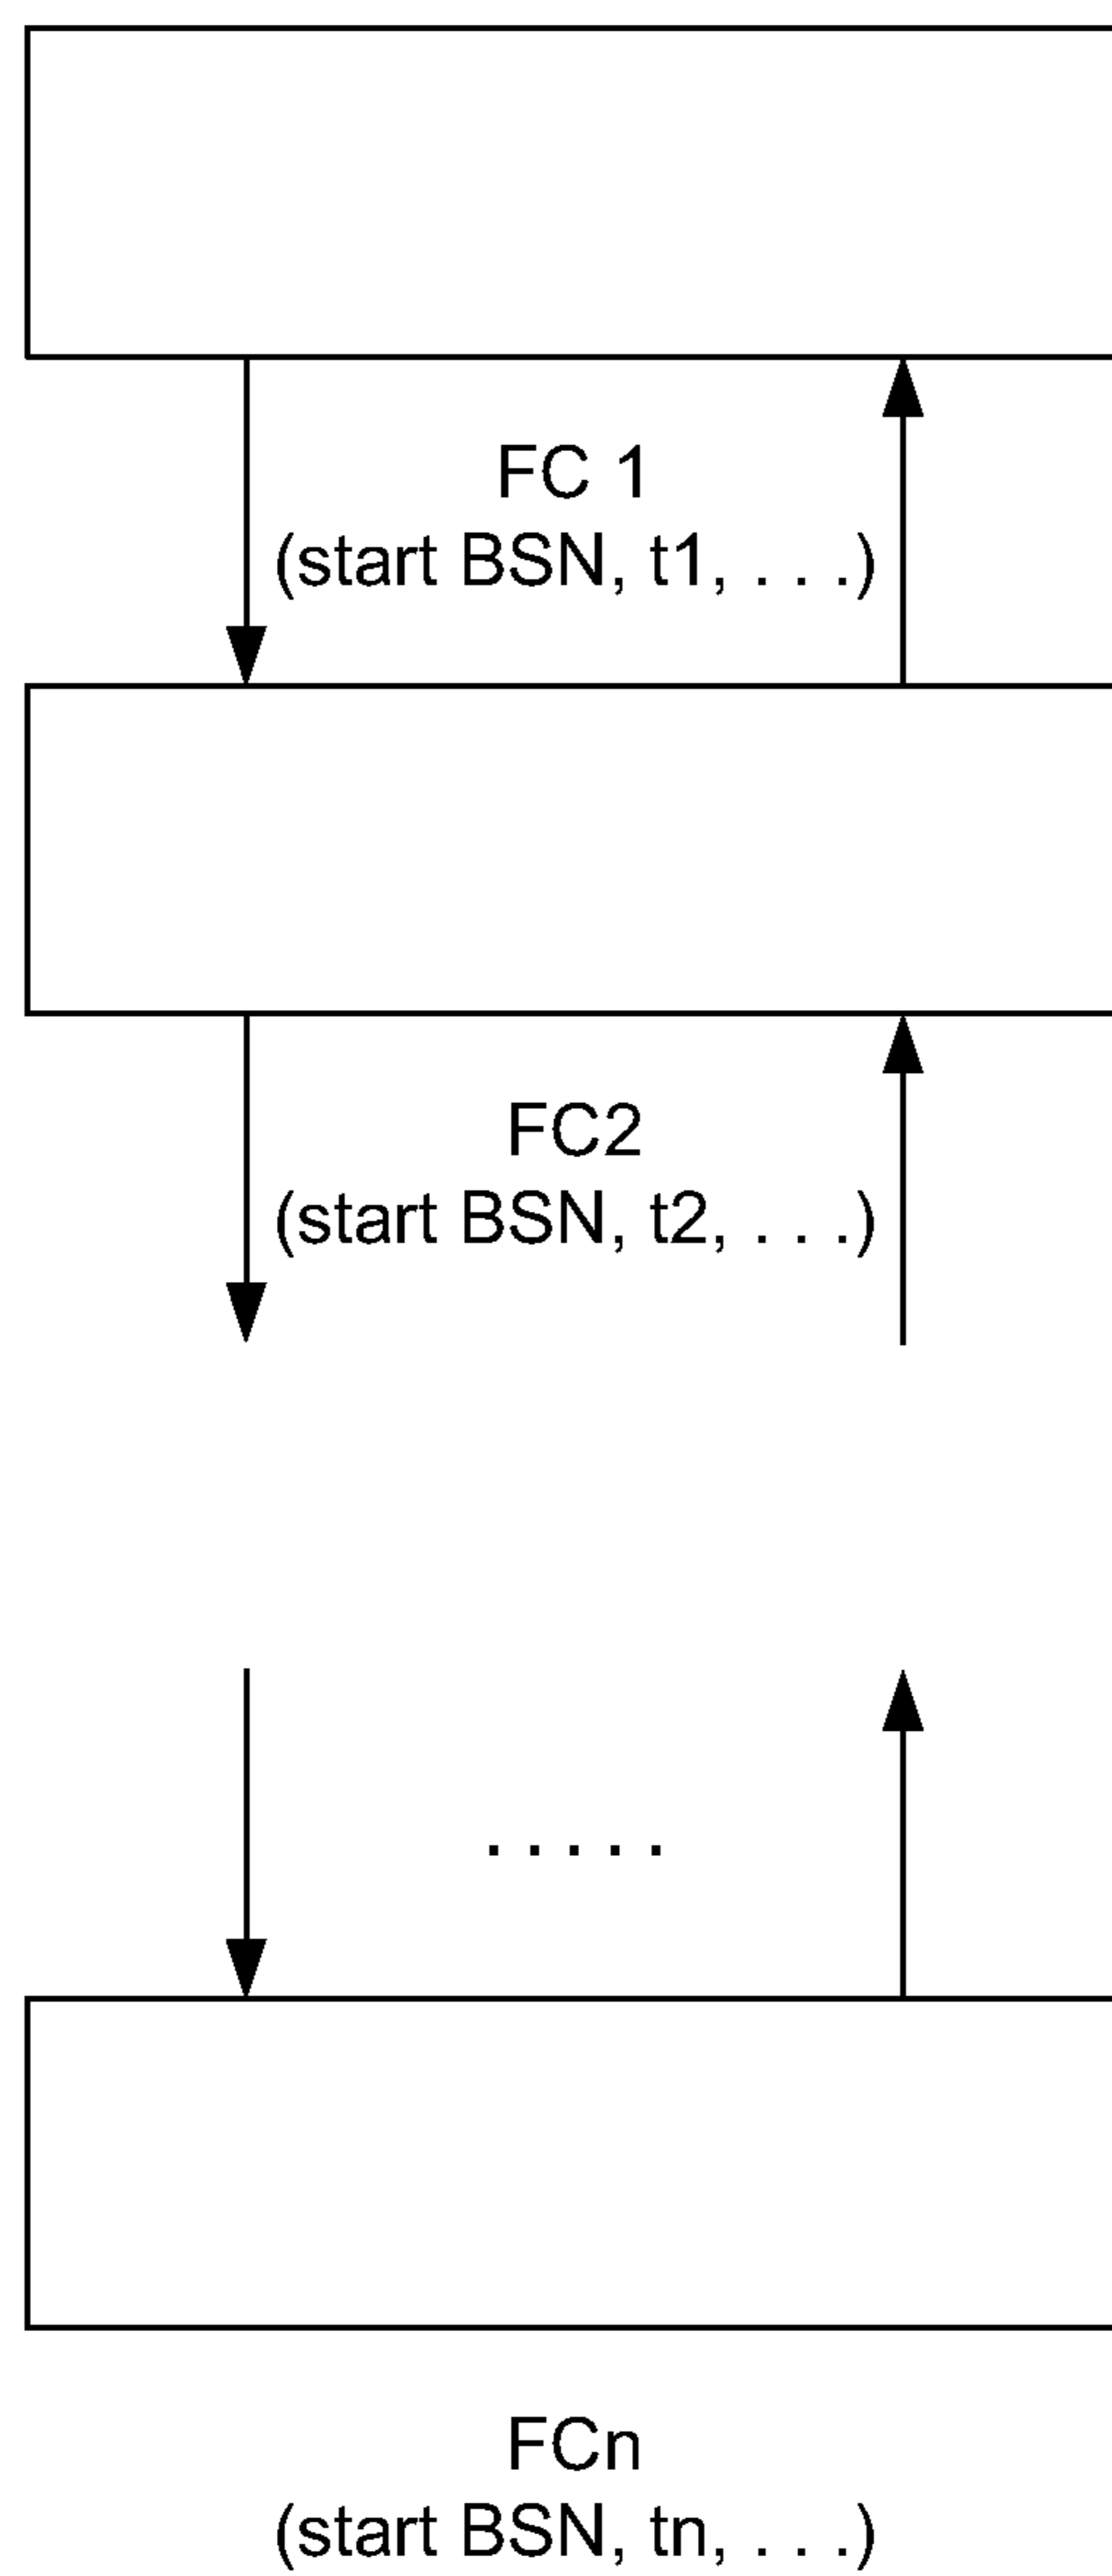 FC 1
(start BSN, t1, . . .)
FC2
(start BSN, t2, . . .)
. . . . .
FCn
(start BSN, tn, . . .)